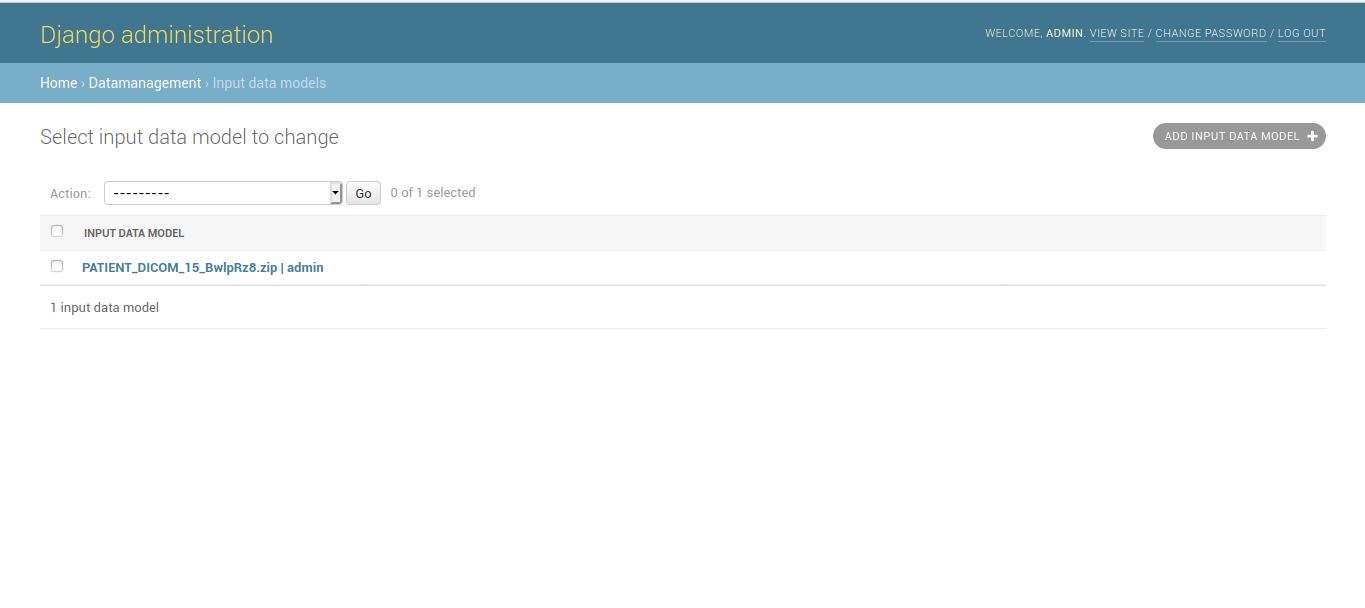 Django administration
WELCOME, ADMIN. VIEW SITE / CHANGE PASSWORD / LOG OUT
Home › Datamanagement › Input data models
Select input data model to change
ADD INPUT DATA MODEL +
Action: --------- Go 0 of 1 selected
INPUT DATA MODEL
PATIENT_DICOM_15_BwlpRz8.zip | admin
1 input data model